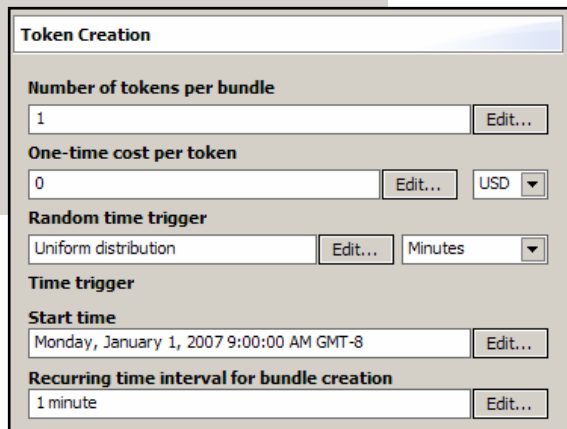 Token Creation
Number of tokens per bundle
1 Edit...
One-time cost per token
0 Edit... USD
Random time trigger
Uniform distribution Edit... Minutes
Time trigger
Start time
Monday, January 1, 2007 9:00:00 AM GMT-8 Edit...
Recurring time interval for bundle creation
1 minute Edit...